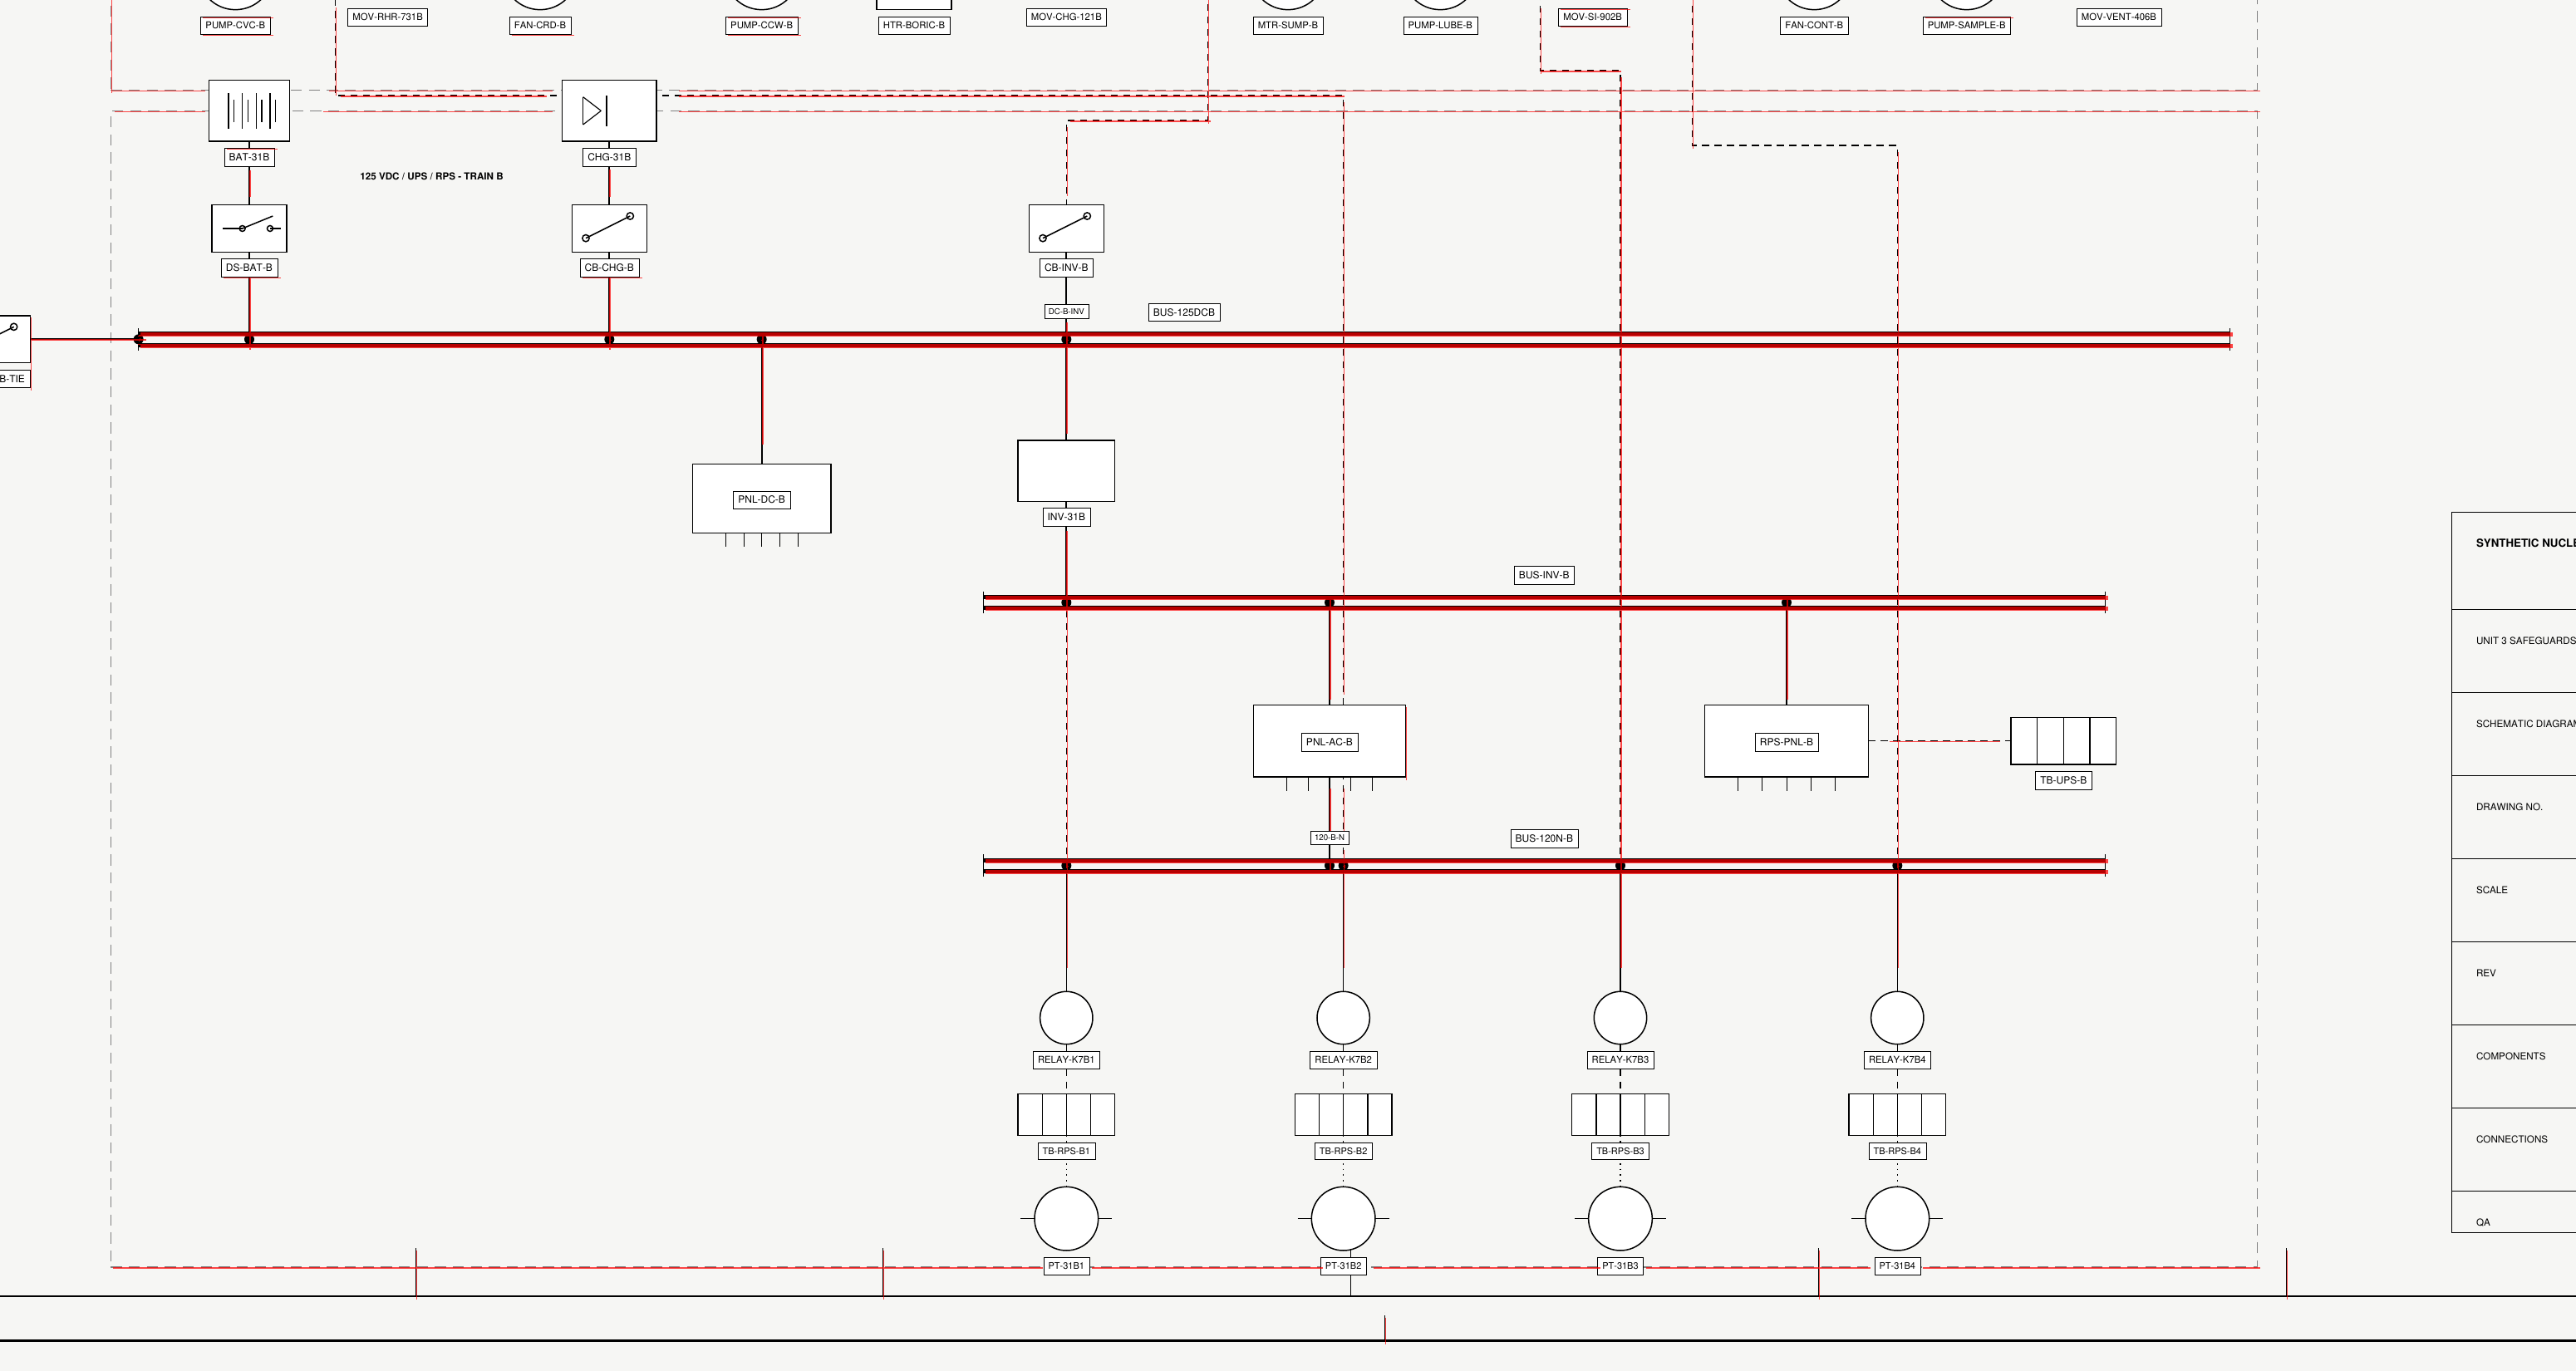 MOV-RHR-731B
MOV-CHG-121B
MOV-SI-902B
MOV-VENT-406B
PUMP-CVC-B
FAN-CRD-B
PUMP-CCW-B
HTR-BORIC-B
MTR-SUMP-B
PUMP-LUBE-B
FAN-CONT-B
PUMP-SAMPLE-B
BAT-31B
CHG-31B
125 VDC / UPS / RPS - TRAIN B
DS-BAT-B
CB-CHG-B
CB-INV-B
DC-B-INV
BUS-125DCB
B-TIE
PNL-DC-B
INV-31B
SYNTHETIC NUCLE
BUS-INV-B
UNIT 3 SAFEGUARDS
SCHEMATIC DIAGRAM
PNL-AC-B
RPS-PNL-B
TB-UPS-B
DRAWING NO.
120-B-N
BUS-120N-B
SCALE
REV
RELAY-K7B1
RELAY-K7B2
RELAY-K7B3
RELAY-K7B4
COMPONENTS
TB-RPS-B1
TB-RPS-B2
TB-RPS-B3
TB-RPS-B4
CONNECTIONS
QA
PT-31B1
PT-31B2
PT-31B3
PT-31B4